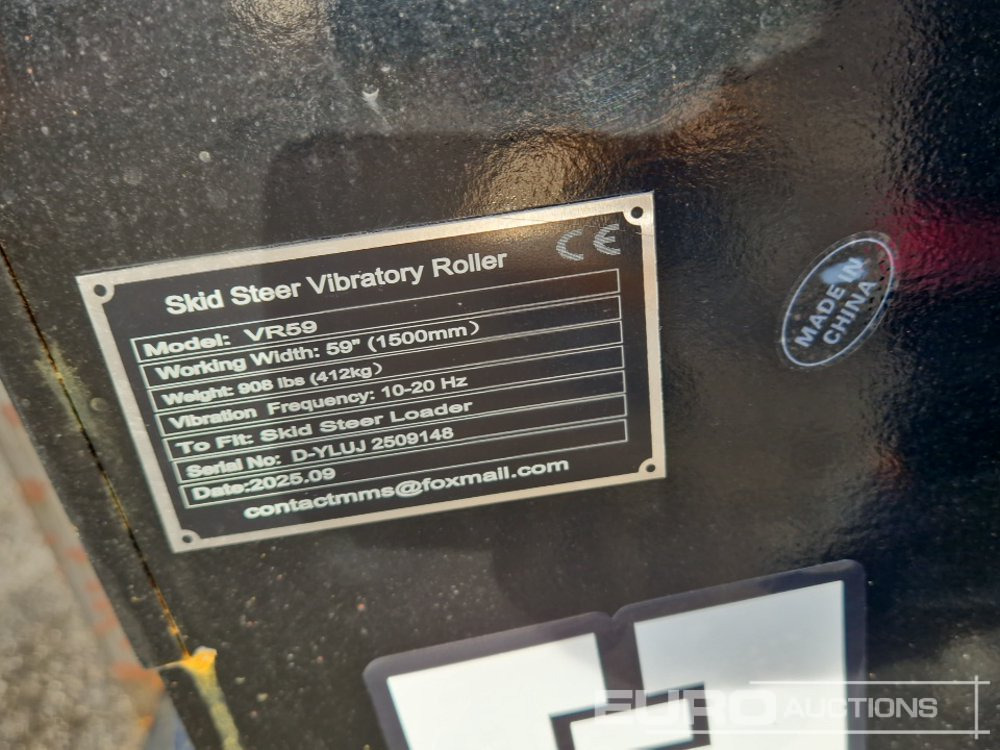 CE
Skid Steer Vibratory Roller
Model: VR59
Working Width: 59" (1500mm)
Weight: 908 lbs (412kg)
Vibration Frequency: 10-20 Hz
To Fit: Skid Steer Loader
Serial No: D-YLUJ 2509148
Date:2025.09
contactmms@foxmail.com
MADE IN
CHINA
EURO AUCTIONS